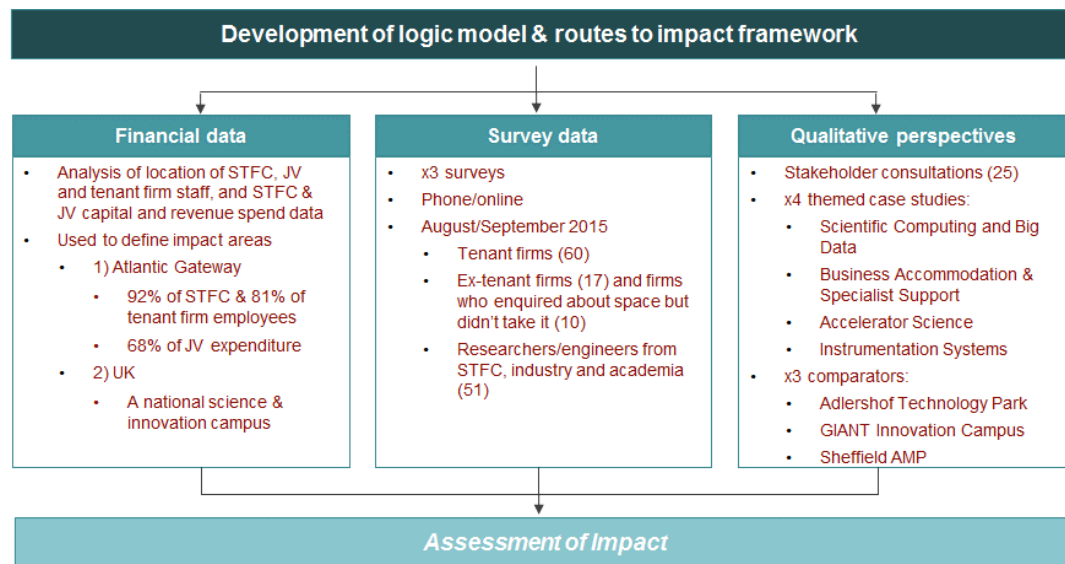 Development of logic model & routes to impact framework
Financial data
• Analysis of location of STFC, JV
and tenant firm staff, and STFC &
JV capital and revenue spend data
• Used to define impact areas
• 1) Atlantic Gateway
• 92% of STFC & 81% of
tenant firm employees
• 68% of JV expenditure
• 2) UK
• A national science &
innovation campus
Survey data
• x3 surveys
• Phone/online
• August/September 2015
• Tenant firms (60)
• Ex-tenant firms (17) and firms
who enquired about space but
didn't take it (10)
• Researchers/engineers from
STFC, industry and academia
(51)
Qualitative perspectives
• Stakeholder consultations (25)
• x4 themed case studies:
• Scientific Computing and Big
Data
• Business Accommodation &
Specialist Support
• Accelerator Science
• Instrumentation Systems
• x3 comparators:
• Adlershof Technology Park
• GIANT Innovation Campus
• Sheffield AMP
Assessment of Impact